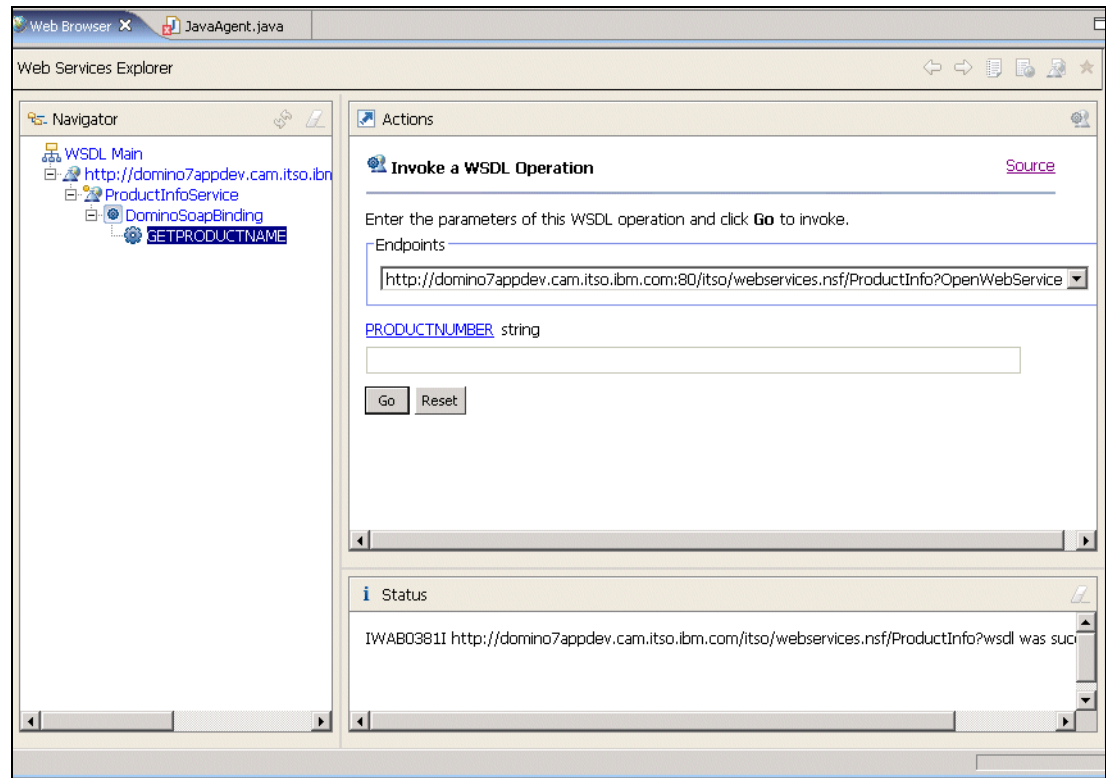 Web Browser JavaAgent.java
Web Services Explorer
Navigator
WSDL Main
http://domino7appdev.cam.itso.ibn
ProductInfoService
DominoSoapBinding
GETPRODUCTNAME
Actions
Invoke a WSDL Operation Source
Enter the parameters of this WSDL operation and click Go to invoke.
Endpoints
http://domino7appdev.cam.itso.ibm.com:80/itso/webservices.nsf/ProductInfo?OpenWebService
PRODUCTNUMBER string
Go Reset
i Status
IWAB0381I http://domino7appdev.cam.itso.ibm.com/itso/webservices.nsf/ProductInfo?wsdl was suc